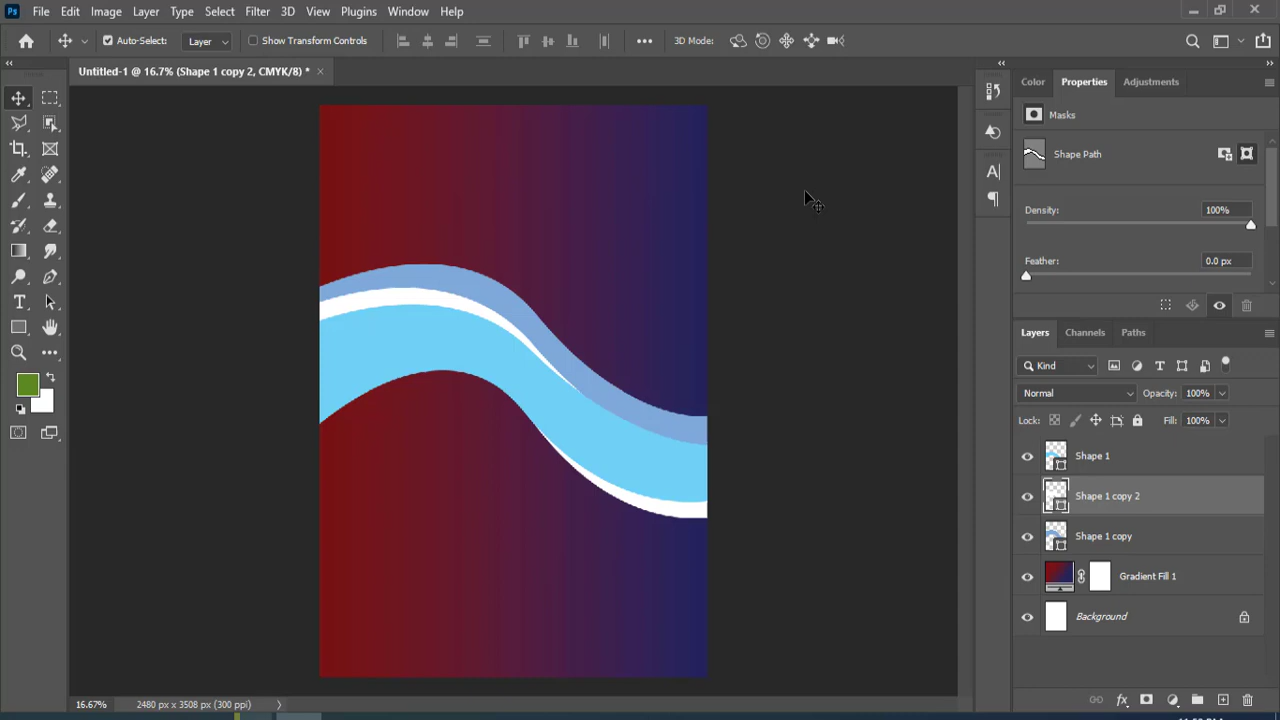 Ps File Edit Image Layer Type Select Filter 3D View Plugins Window Help
Auto-Select: Layer Show Transform Controls 3D Mode:
Untitled-1 @ 16.7% (Shape 1 copy 2, CMYK/8) * ×
Color Properties Adjustments
Masks
Shape Path
Density: 100%
Feather: 0.0 px
Layers Channels Paths
Kind
Normal Opacity: 100%
Lock: Fill: 100%
Shape 1
Shape 1 copy 2
Shape 1 copy
Gradient Fill 1
Background
16.67% 2480 px x 3508 px (300 ppi)